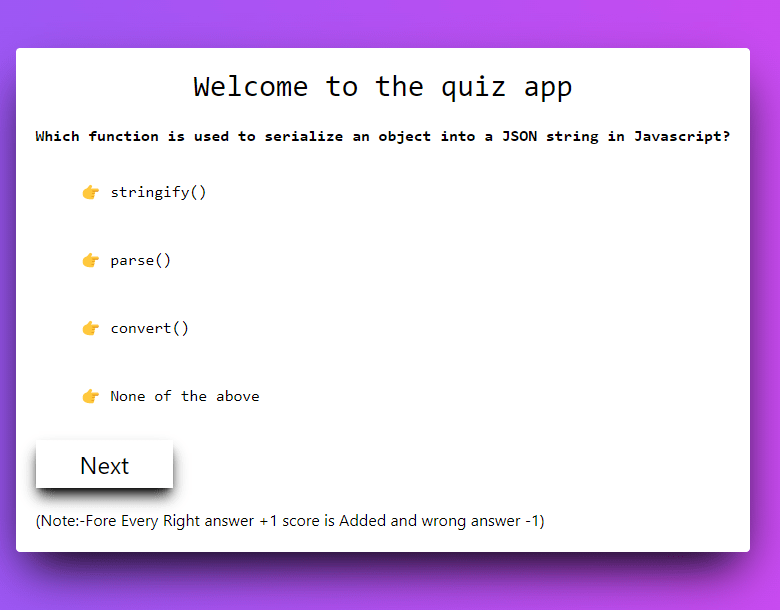 Welcome to the quiz app
Which function is used to serialize an object into a JSON string in Javascript?
👉 stringify()
👉 parse()
👉 convert()
👉 None of the above
Next
(Note:-Fore Every Right answer +1 score is Added and wrong answer -1)